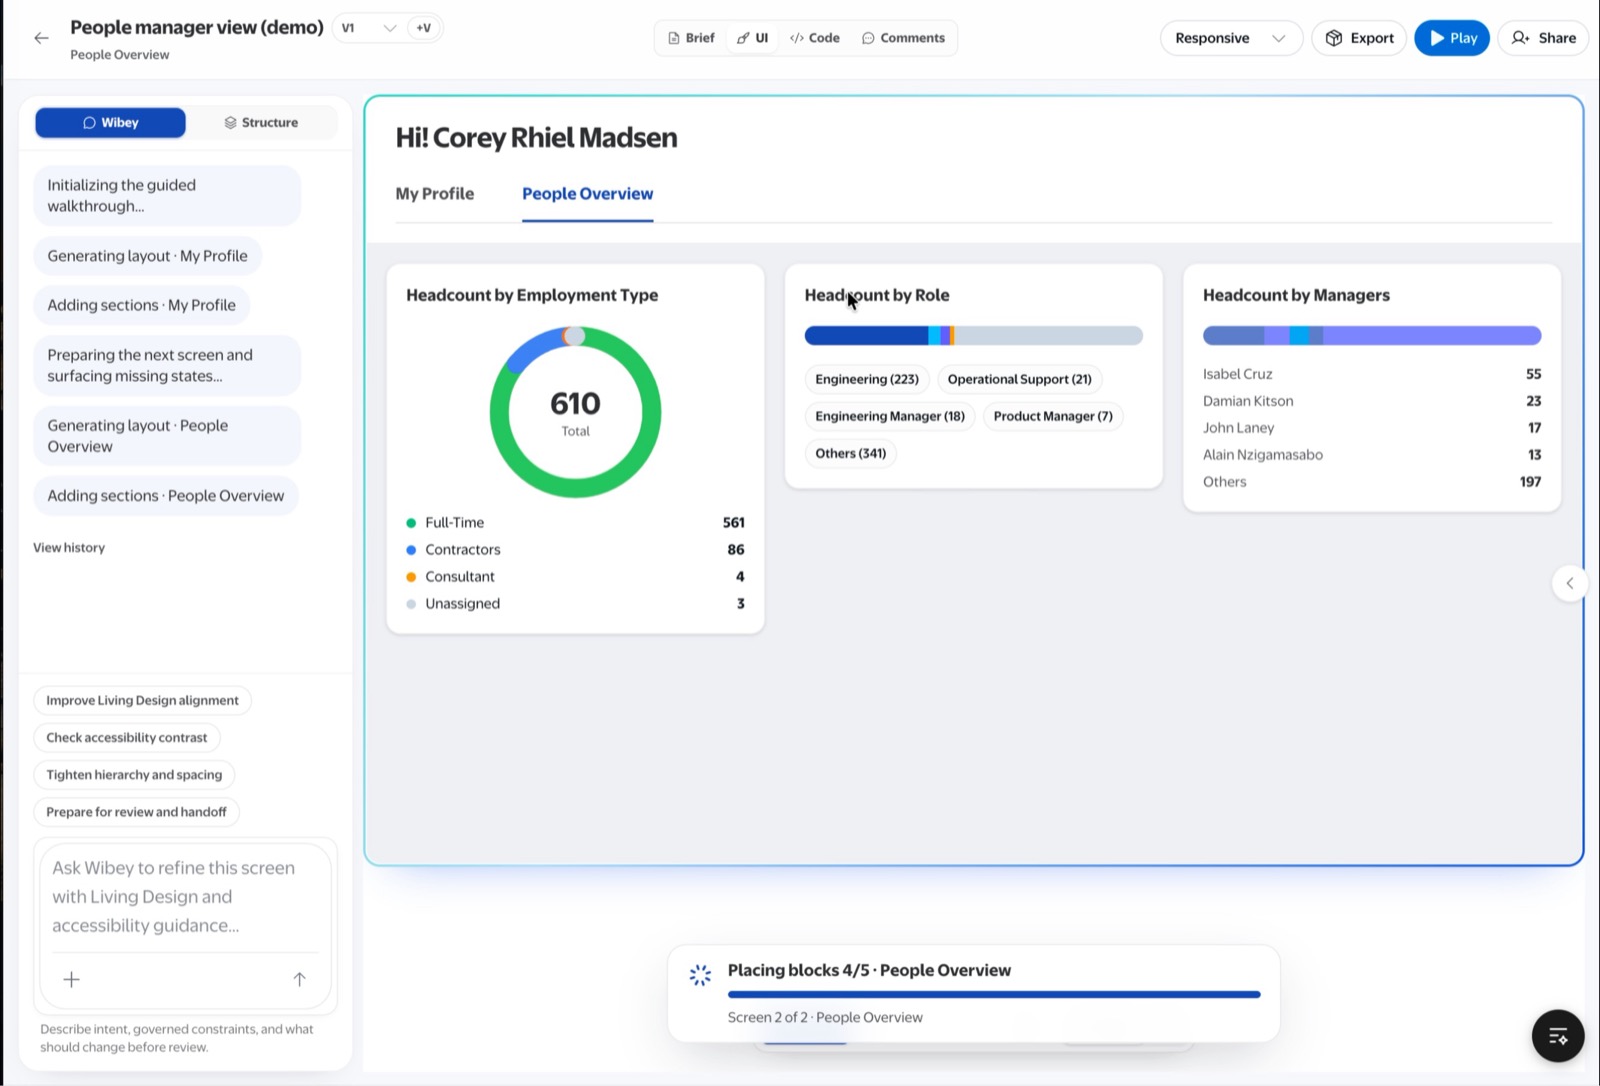 People manager view (demo)
V1
+V
People Overview
Brief
UI
</> Code
Comments
Responsive
Export
Play
Share
Wibey
Structure
Initializing the guided
walkthrough...
Generating layout · My Profile
Adding sections · My Profile
Preparing the next screen and
surfacing missing states...
Generating layout · People
Overview
Adding sections · People Overview
View history
Improve Living Design alignment
Check accessibility contrast
Tighten hierarchy and spacing
Prepare for review and handoff
Ask Wibey to refine this screen
with Living Design and
accessibility guidance...
Describe intent, governed constraints, and what
should change before review.
Hi! Corey Rhiel Madsen
My Profile
People Overview
Headcount by Employment Type
610
Total
Full-Time 561
Contractors 86
Consultant 4
Unassigned 3
Headcount by Role
Engineering (223)
Operational Support (21)
Engineering Manager (18)
Product Manager (7)
Others (341)
Headcount by Managers
Isabel Cruz 55
Damian Kitson 23
John Laney 17
Alain Nzigamasabo 13
Others 197
Placing blocks 4/5 · People Overview
Screen 2 of 2 · People Overview